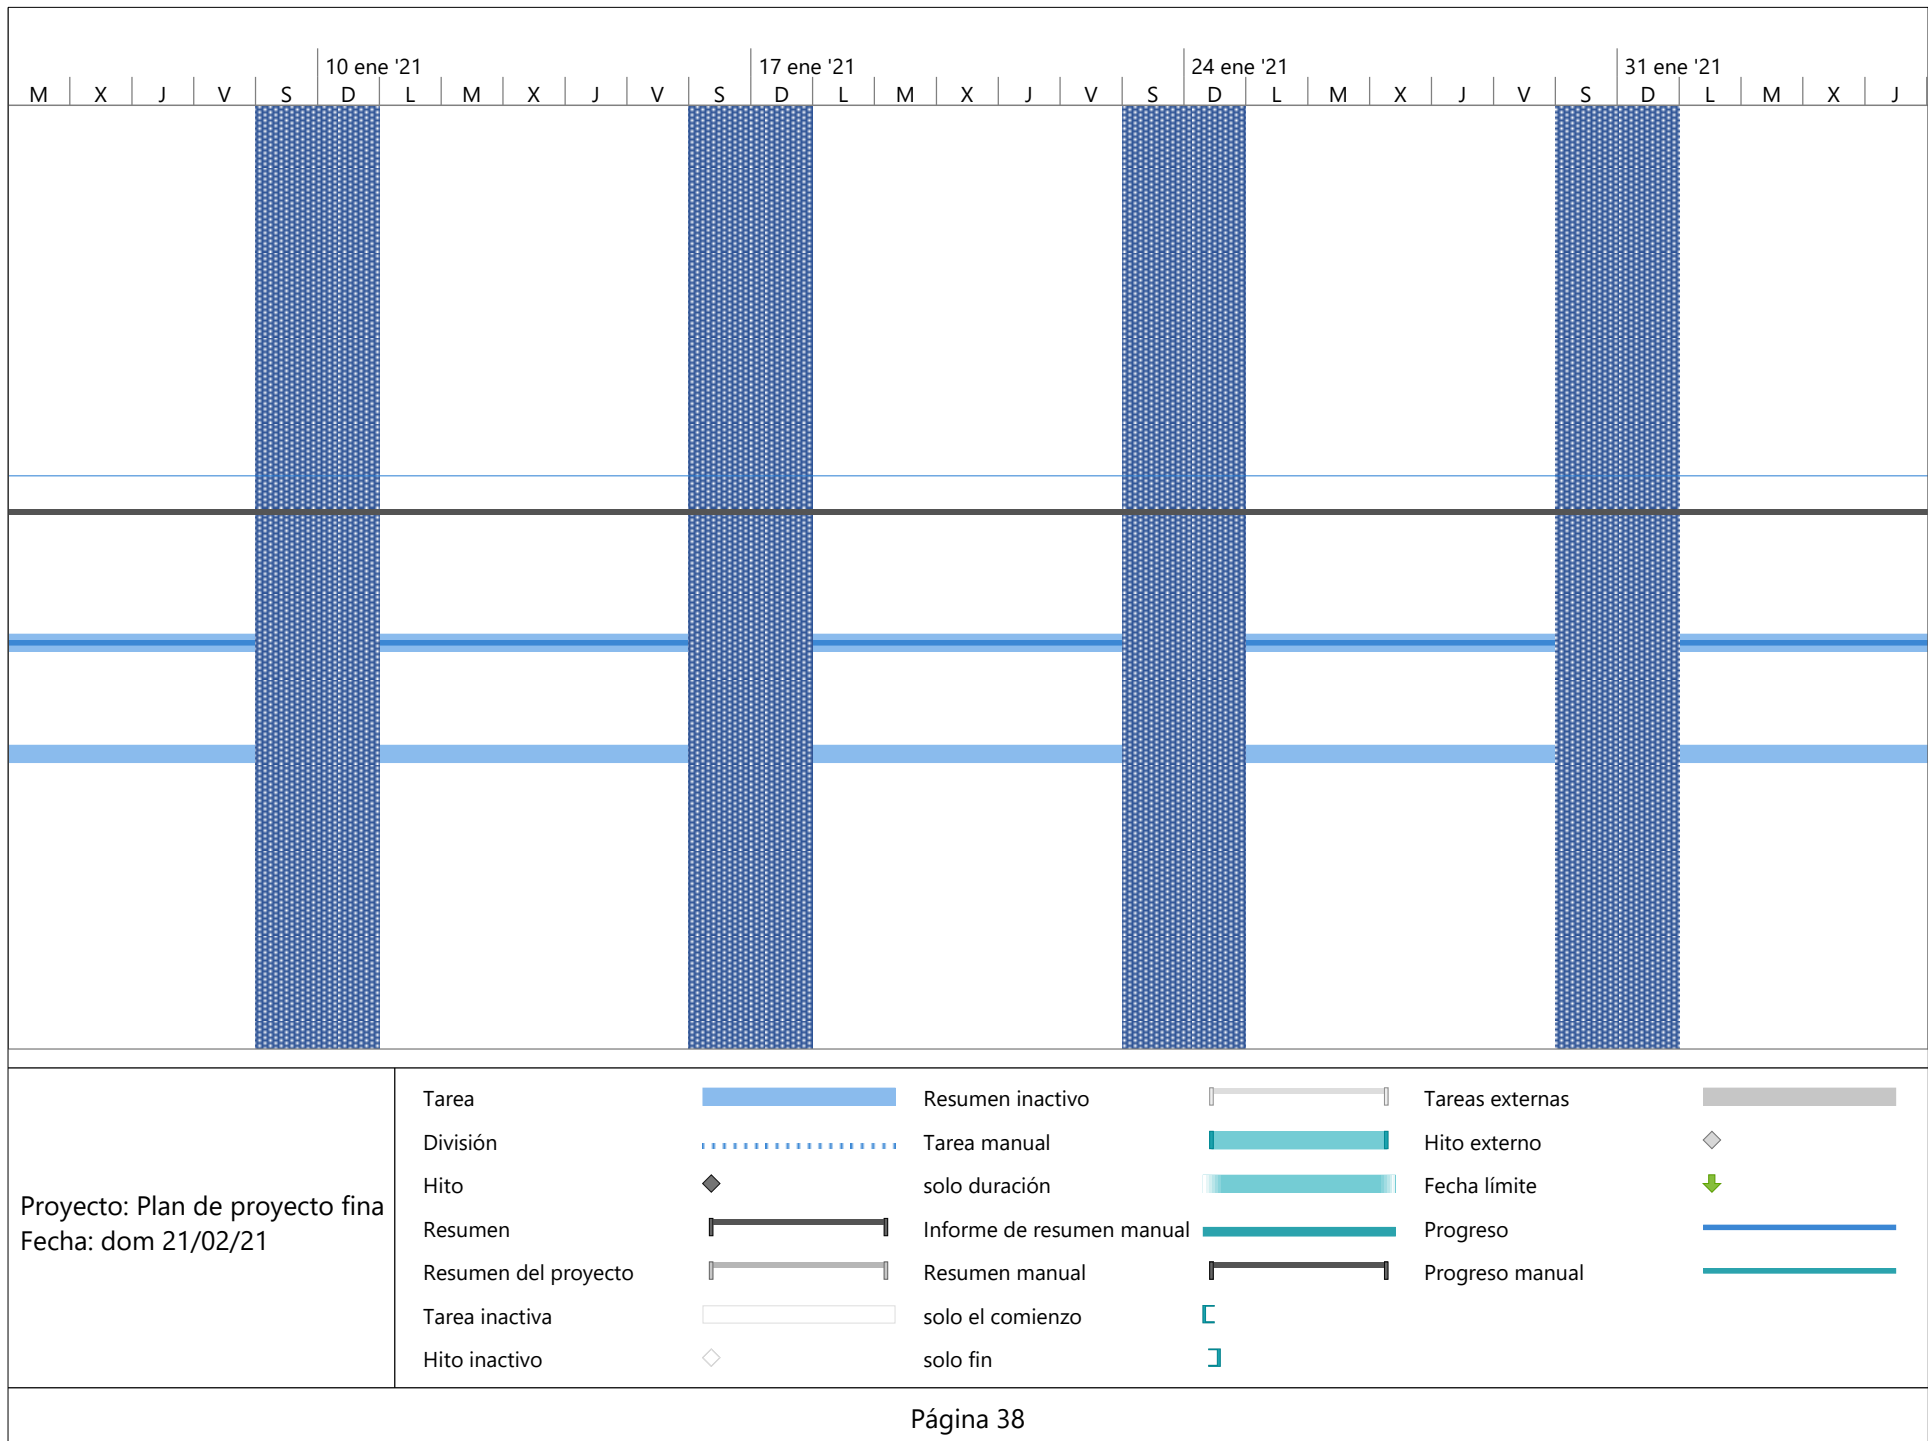 10 ene '21 17 ene '21 24 ene '21 31 ene '21
M X J V S D L M X J V S D L M X J V S D L M X J V S D L M X J
Proyecto: Plan de proyecto fina
Fecha: dom 21/02/21
Tarea
División
Hito
Resumen
Resumen del proyecto
Tarea inactiva
Hito inactivo
Resumen inactivo
Tarea manual
solo duración
Informe de resumen manual
Resumen manual
solo el comienzo
solo fin
Tareas externas
Hito externo
Fecha límite
Progreso
Progreso manual
Página 38